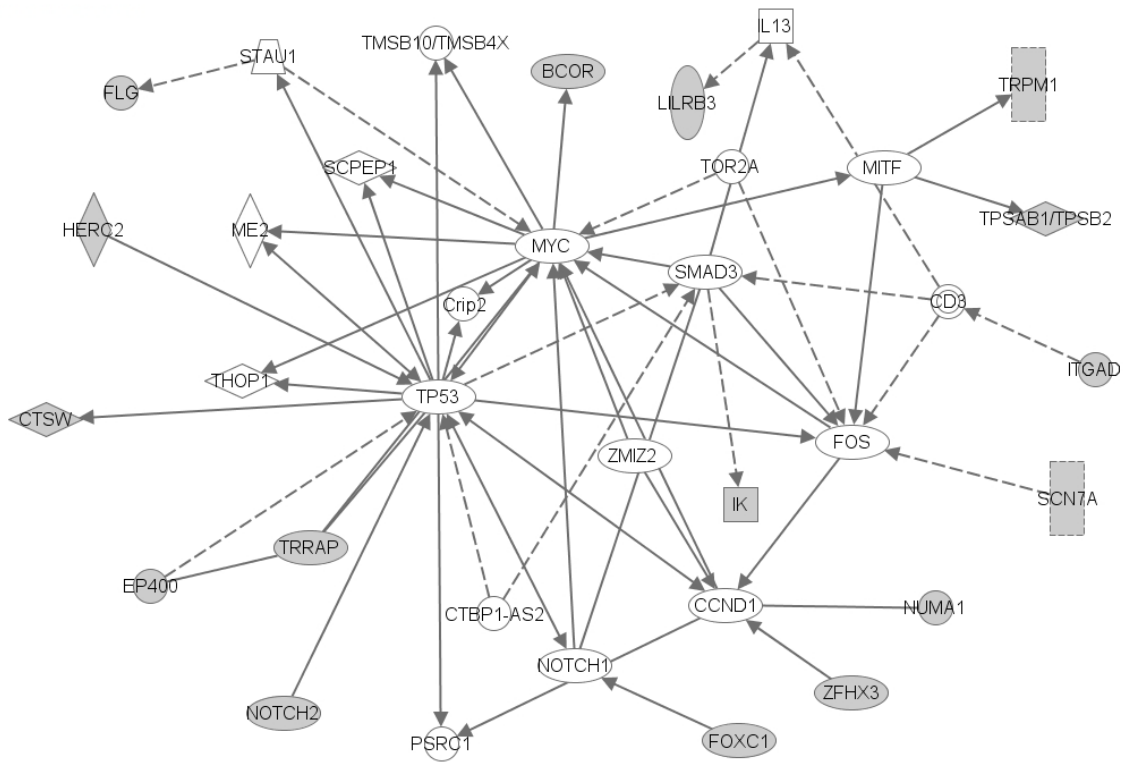 IL13
TMSB10/TMSB4X
STAU1
BCOR
TRPM1
FLG
LILRB3
SCPEP1
TOR2A
MITF
TPSAB1/TPSB2
HERC2
ME2
MYC
SMAD3
Crip2
CD3
ITGAD
THOP1
TP53
CTSW
FOS
ZMIZ2
SCN7A
IK
TRRAP
EP400
CCND1
NUMA1
CTBP1-AS2
NOTCH1
ZFHX3
NOTCH2
PSRC1
FOXC1